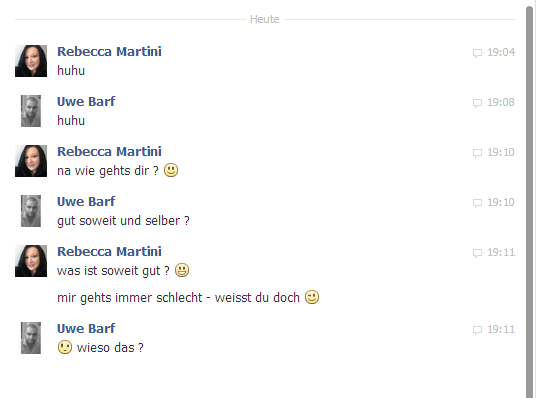 Heute
Rebecca Martini 19:04
huhu
Uwe Barf 19:08
huhu
Rebecca Martini 19:10
na wie gehts dir ?
Uwe Barf 19:10
gut soweit und selber ?
Rebecca Martini 19:11
was ist soweit gut ?
mir gehts immer schlecht - weisst du doch
Uwe Barf 19:11
wieso das ?